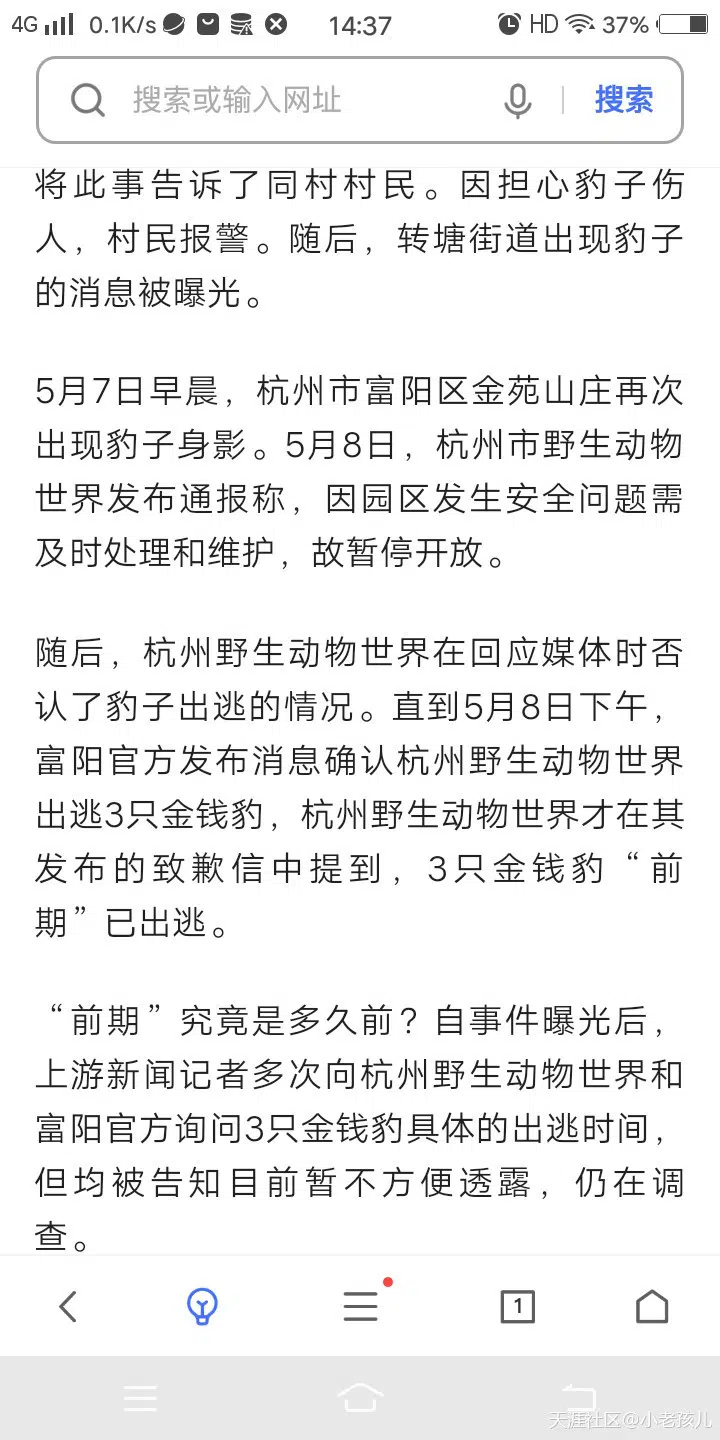 4G 0.1K/s 14:37 HD 37%
搜索或输入网址 搜索
将此事告诉了同村村民。因担心豹子伤
人，村民报警。随后，转塘街道出现豹子
的消息被曝光。
5月7日早晨，杭州市富阳区金苑山庄再次
出现豹子身影。5月8日，杭州市野生动物
世界发布通报称，因园区发生安全问题需
及时处理和维护，故暂停开放。
随后，杭州野生动物世界在回应媒体时否
认了豹子出逃的情况。直到5月8日下午，
富阳官方发布消息确认杭州野生动物世界
出逃3只金钱豹，杭州野生动物世界才在其
发布的致歉信中提到，3只金钱豹“前
期”已出逃。
“前期”究竟是多久前？自事件曝光后，
上游新闻记者多次向杭州野生动物世界和
富阳官方询问3只金钱豹具体的出逃时间，
但均被告知目前暂不方便透露，仍在调
查。
1
天涯社区@小老孩儿